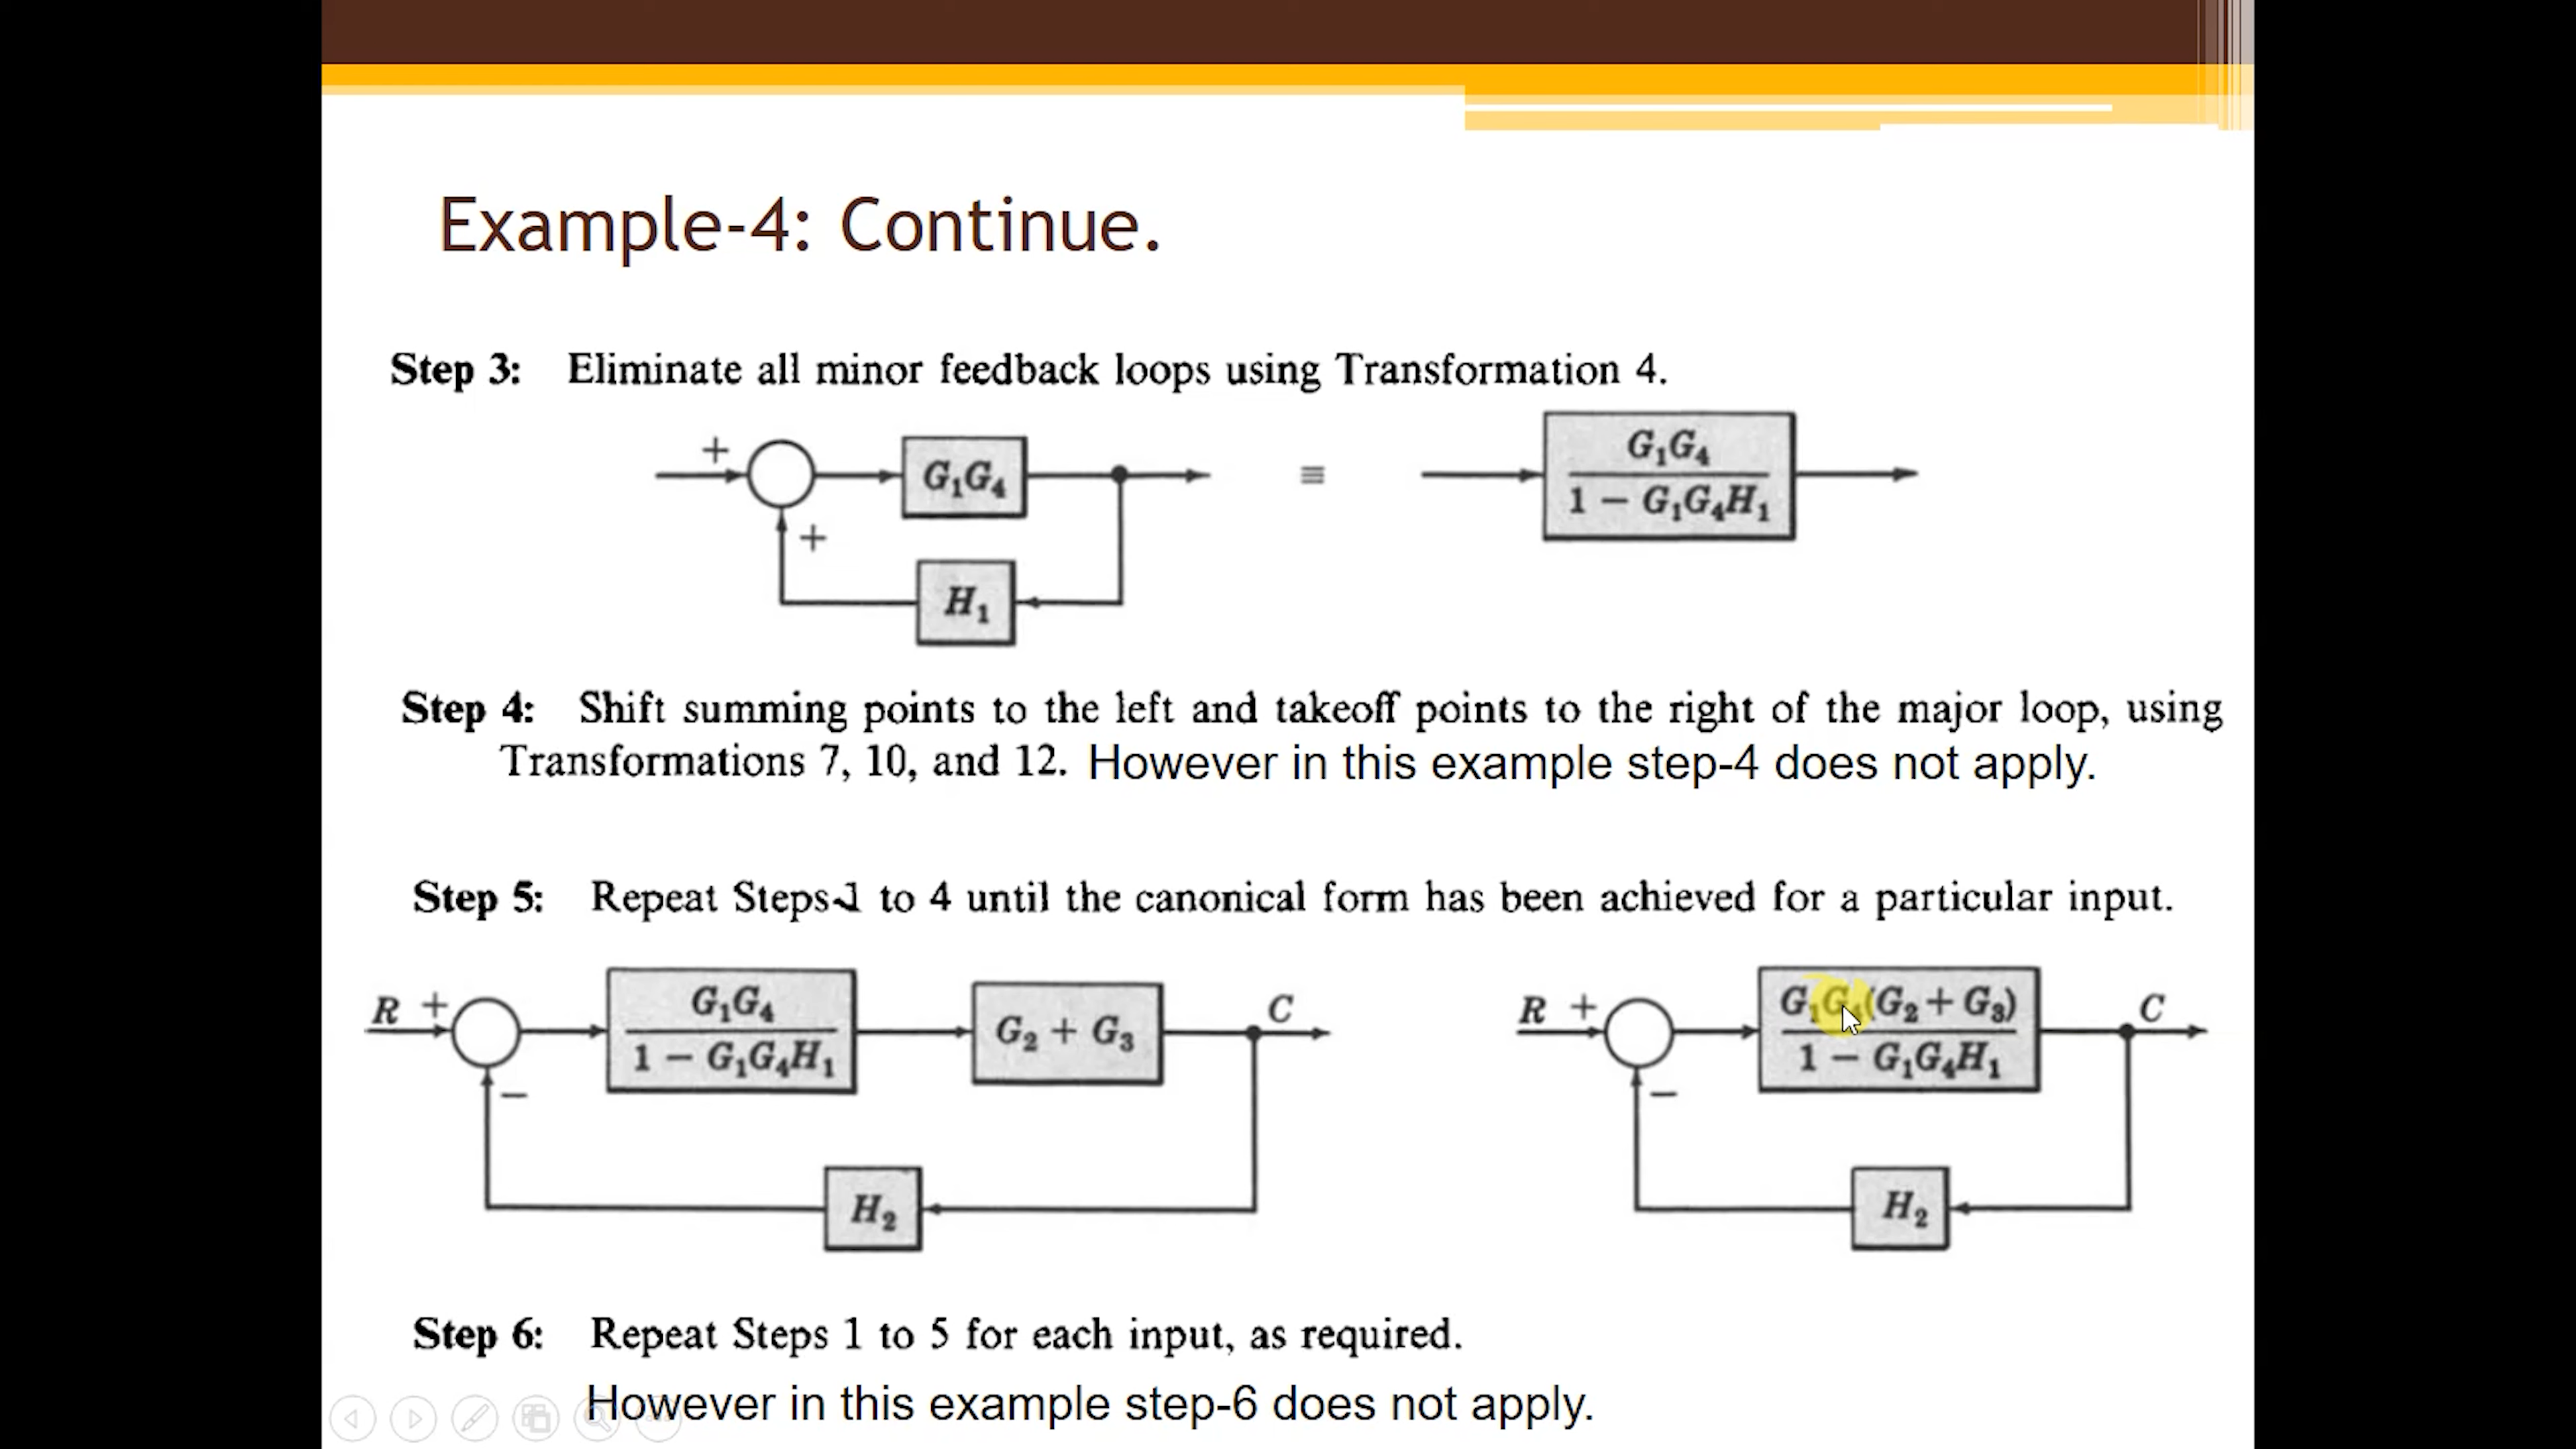 Example-4: Continue.
Step 3: Eliminate all minor feedback loops using Transformation 4.
+ G₁G₄ ≡ G₁G₄
1 − G₁G₄H₁
+
H₁
Step 4: Shift summing points to the left and takeoff points to the right of the major loop, using
Transformations 7, 10, and 12. However in this example step-4 does not apply.
Step 5: Repeat Steps 1 to 4 until the canonical form has been achieved for a particular input.
R + G₁G₄ G₂ + G₃ C
1 − G₁G₄H₁
−
H₂
R + G₁G₄(G₂ + G₃) C
1 − G₁G₄H₁
−
H₂
Step 6: Repeat Steps 1 to 5 for each input, as required.
However in this example step-6 does not apply.